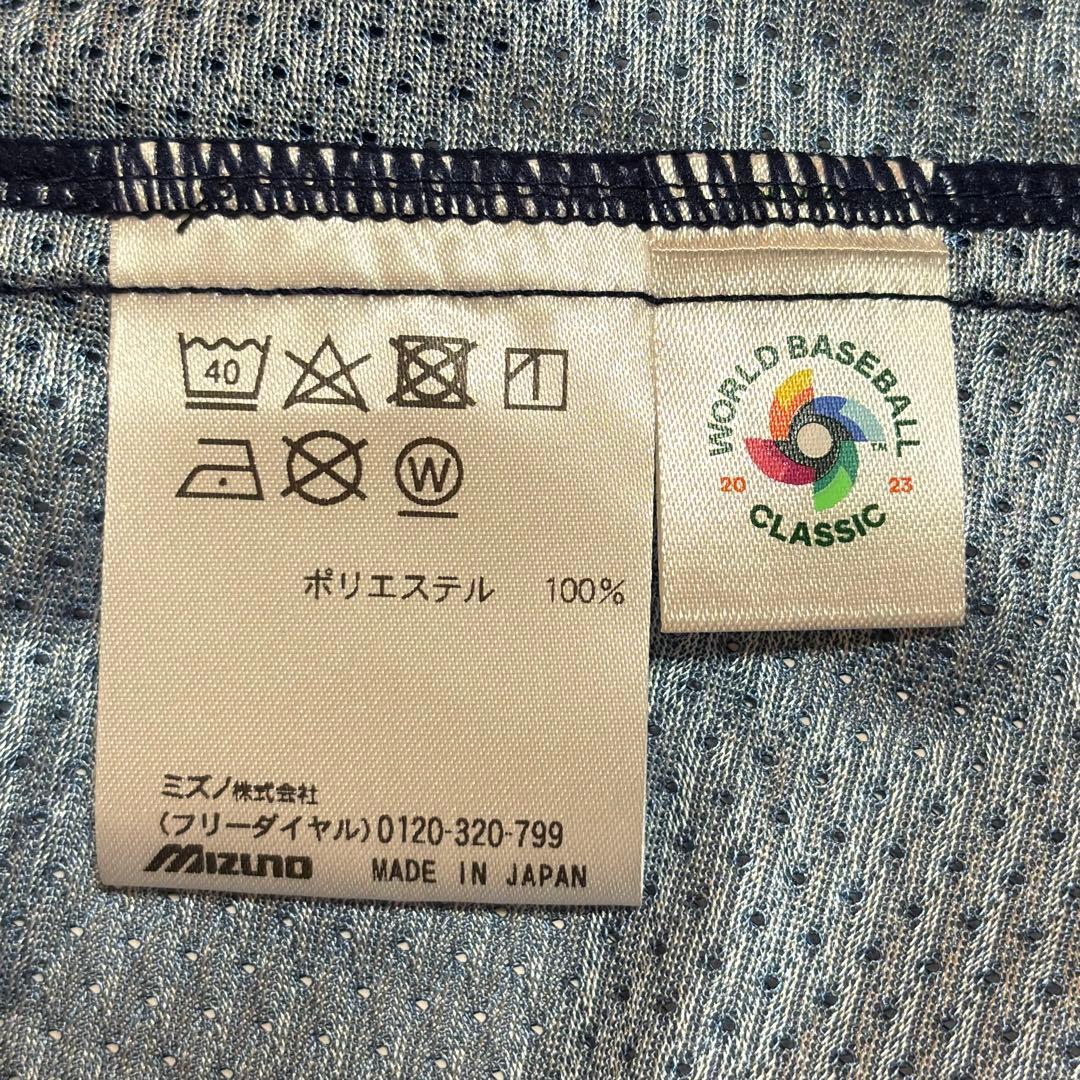 40
W
ポリエステル 100%
ミズノ株式会社
(フリーダイヤル)0120-320-799
MIZUNO MADE IN JAPAN
WORLD BASEBALL
20 23
CLASSIC